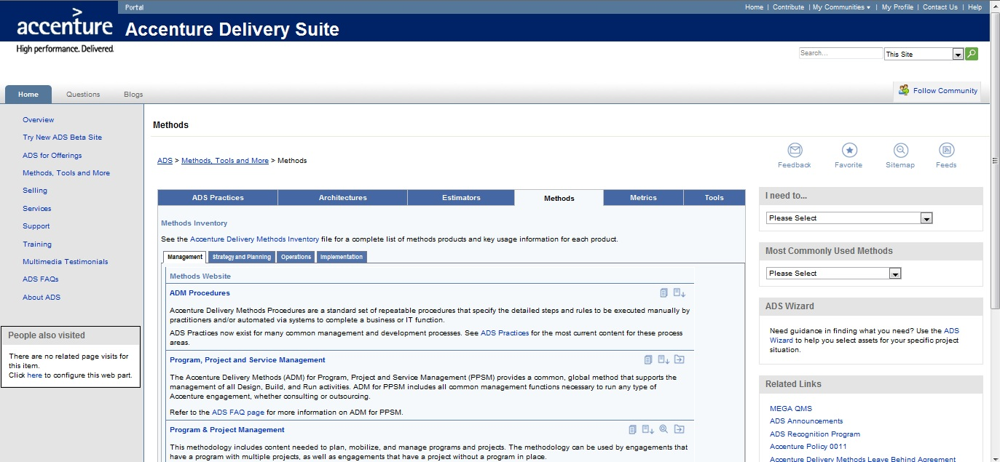 Portal
Home | Contribute | My Communities ▾ | My Profile | Contact Us | Help
accenture
High performance. Delivered.
Accenture Delivery Suite
Search...
This Site
Home
Questions
Blogs
Follow Community
Overview
Try New ADS Beta Site
ADS for Offerings
Methods, Tools and More
Selling
Services
Support
Training
Multimedia Testimonials
ADS FAQs
About ADS
People also visited
There are no related page visits for
this item.
Click here to configure this web part.
Methods
ADS > Methods, Tools and More > Methods
Feedback
Favorite
Sitemap
Feeds
ADS Practices
Architectures
Estimators
Methods
Metrics
Tools
Methods Inventory
See the Accenture Delivery Methods Inventory file for a complete list of methods products and key usage information for each product.
Management
Strategy and Planning
Operations
Implementation
Methods Website
ADM Procedures
Accenture Delivery Methods Procedures are a standard set of repeatable procedures that specify the detailed steps and rules to be executed manually by
practitioners and/or automated via systems to complete a business or IT function.
ADS Practices now exist for many common management and development processes. See ADS Practices for the most current content for these process
areas.
Program, Project and Service Management
The Accenture Delivery Methods (ADM) for Program, Project and Service Management (PPSM) provides a common, global method that supports the
management of all Design, Build, and Run activities. ADM for PPSM includes all common management functions necessary to run any type of
Accenture engagement, whether consulting or outsourcing.
Refer to the ADS FAQ page for more information on ADM for PPSM.
Program & Project Management
This methodology includes content needed to plan, mobilize, and manage programs and projects. The methodology can be used by engagements that
have a program with multiple projects, as well as engagements that have a project without a program in place.
I need to...
Please Select
Most Commonly Used Methods
Please Select
ADS Wizard
Need guidance in finding what you need? Use the ADS
Wizard to help you select assets for your specific project
situation.
Related Links
MEGA QMS
ADS Announcements
ADS Recognition Program
Accenture Policy 0011
Accenture Delivery Methods Leave Behind Agreement